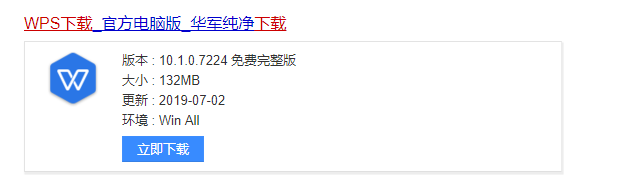 WPS下载_官方电脑版_华军纯净下载
版本 : 10.1.0.7224 免费完整版
大小 : 132MB
更新 : 2019-07-02
环境 : Win All
立即下载